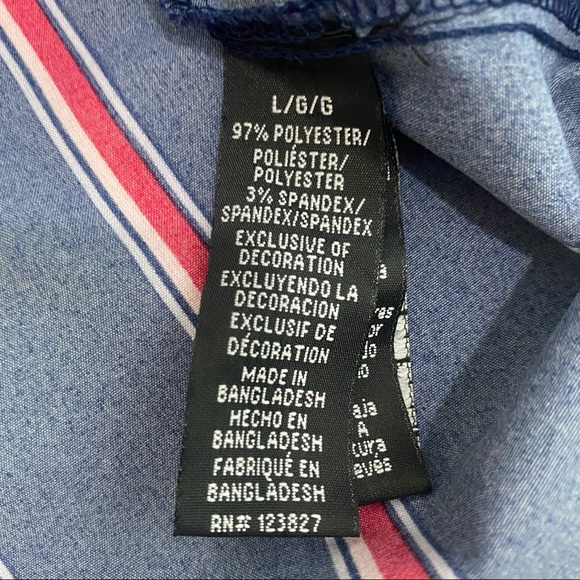 L/G/G
97% POLYESTER/
POLIÉSTER/
POLYESTER
3% SPANDEX/
SPANDEX/SPANDEX
EXCLUSIVE OF
DECORATION
EXCLUYENDO LA
DECORACION
EXCLUSIF DE
DÉCORATION
MADE IN
BANGLADESH
HECHO EN
BANGLADESH
FABRIQUÉ EN
BANGLADESH
RN# 123827